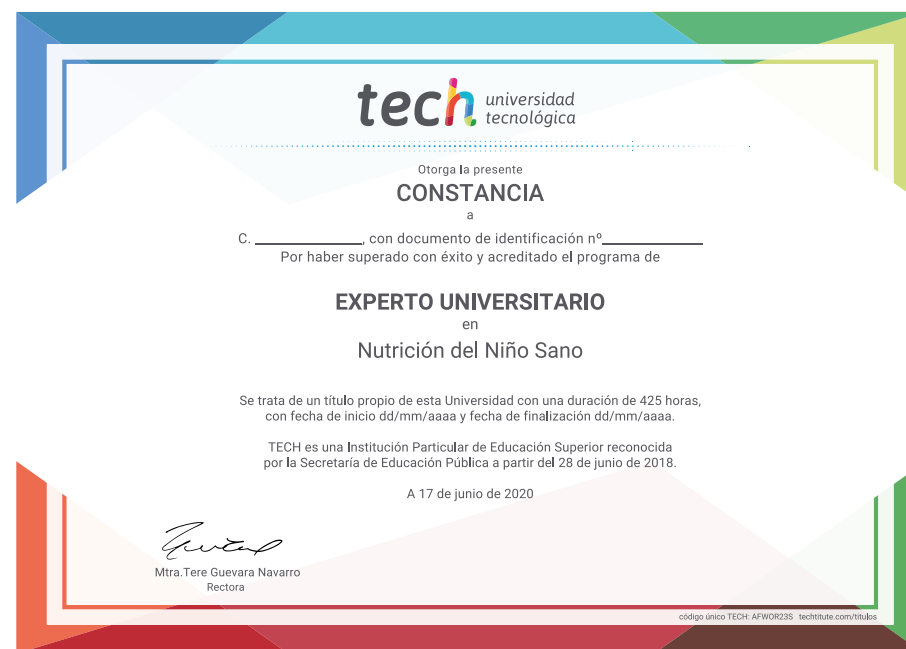 tech universidad
tecnológica
Otorga la presente
CONSTANCIA
a
C. ____________, con documento de identificación nº____________
Por haber superado con éxito y acreditado el programa de
EXPERTO UNIVERSITARIO
en
Nutrición del Niño Sano
Se trata de un título propio de esta Universidad con una duración de 425 horas,
con fecha de inicio dd/mm/aaaa y fecha de finalización dd/mm/aaaa.
TECH es una Institución Particular de Educación Superior reconocida
por la Secretaría de Educación Pública a partir del 28 de junio de 2018.
A 17 de junio de 2020
Mtra.Tere Guevara Navarro
Rectora
código único TECH: AFWOR23S techtitute.com/titulos